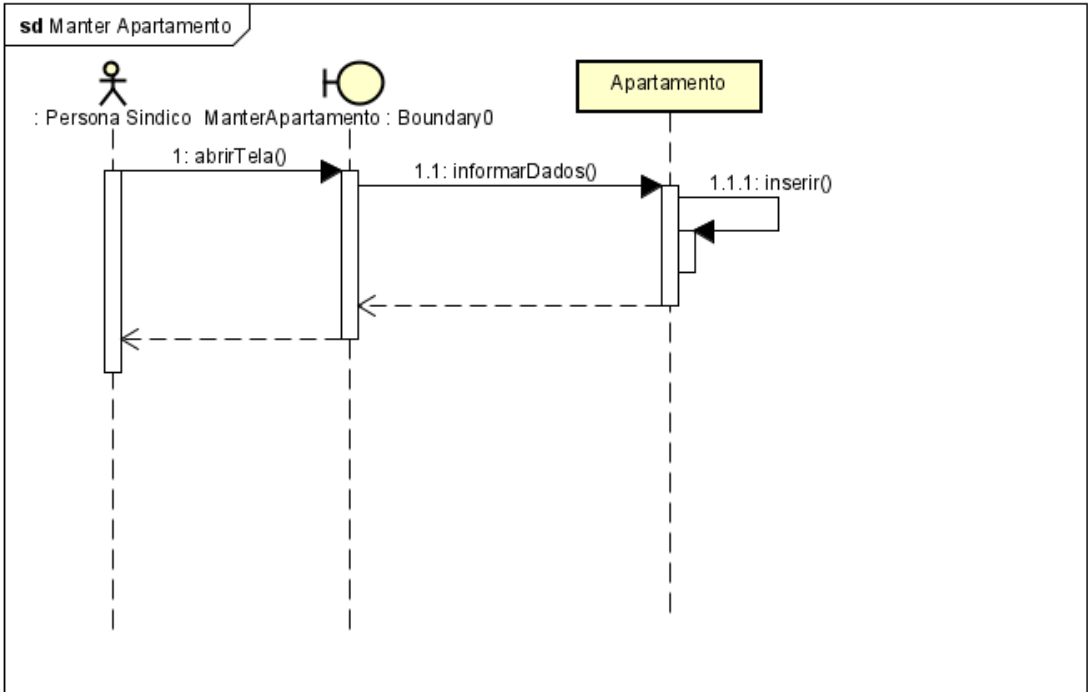 sd Manter Apartamento
Apartamento
: Persona Sindico
ManterApartamento : Boundary0
1: abrirTela()
1.1: informarDados()
1.1.1: inserir()